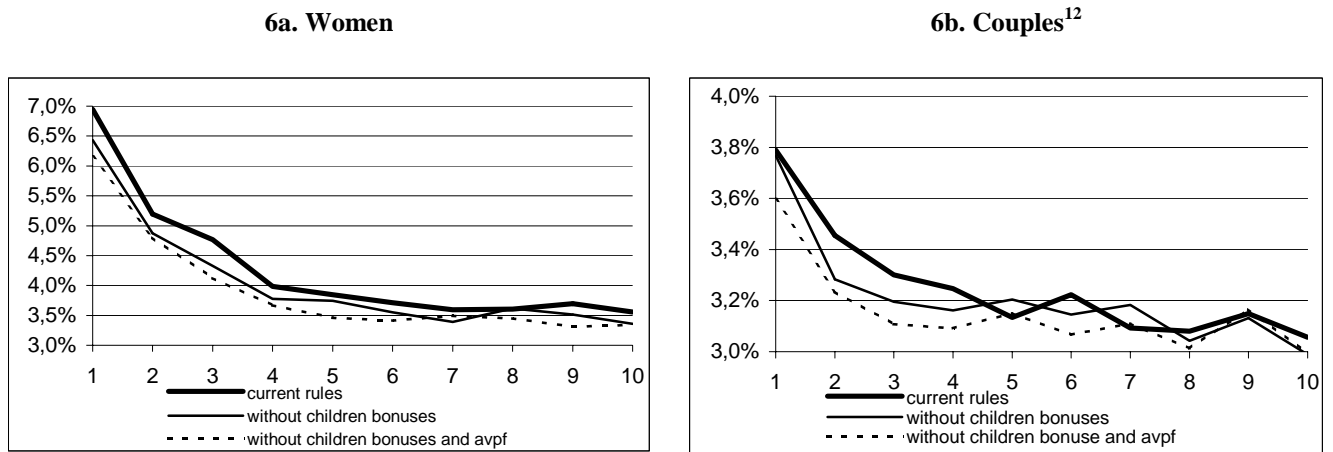 6a. Women
7,0%
6,5%
6,0%
5,5%
5,0%
4,5%
4,0%
3,5%
3,0%
1 2 3 4 5 6 7 8 9 10
current rules
without children bonuses
without children bonuses and avpf
6b. Couples¹²
4,0%
3,8%
3,6%
3,4%
3,2%
3,0%
1 2 3 4 5 6 7 8 9 10
current rules
without children bonuses
without children bonuse and avpf